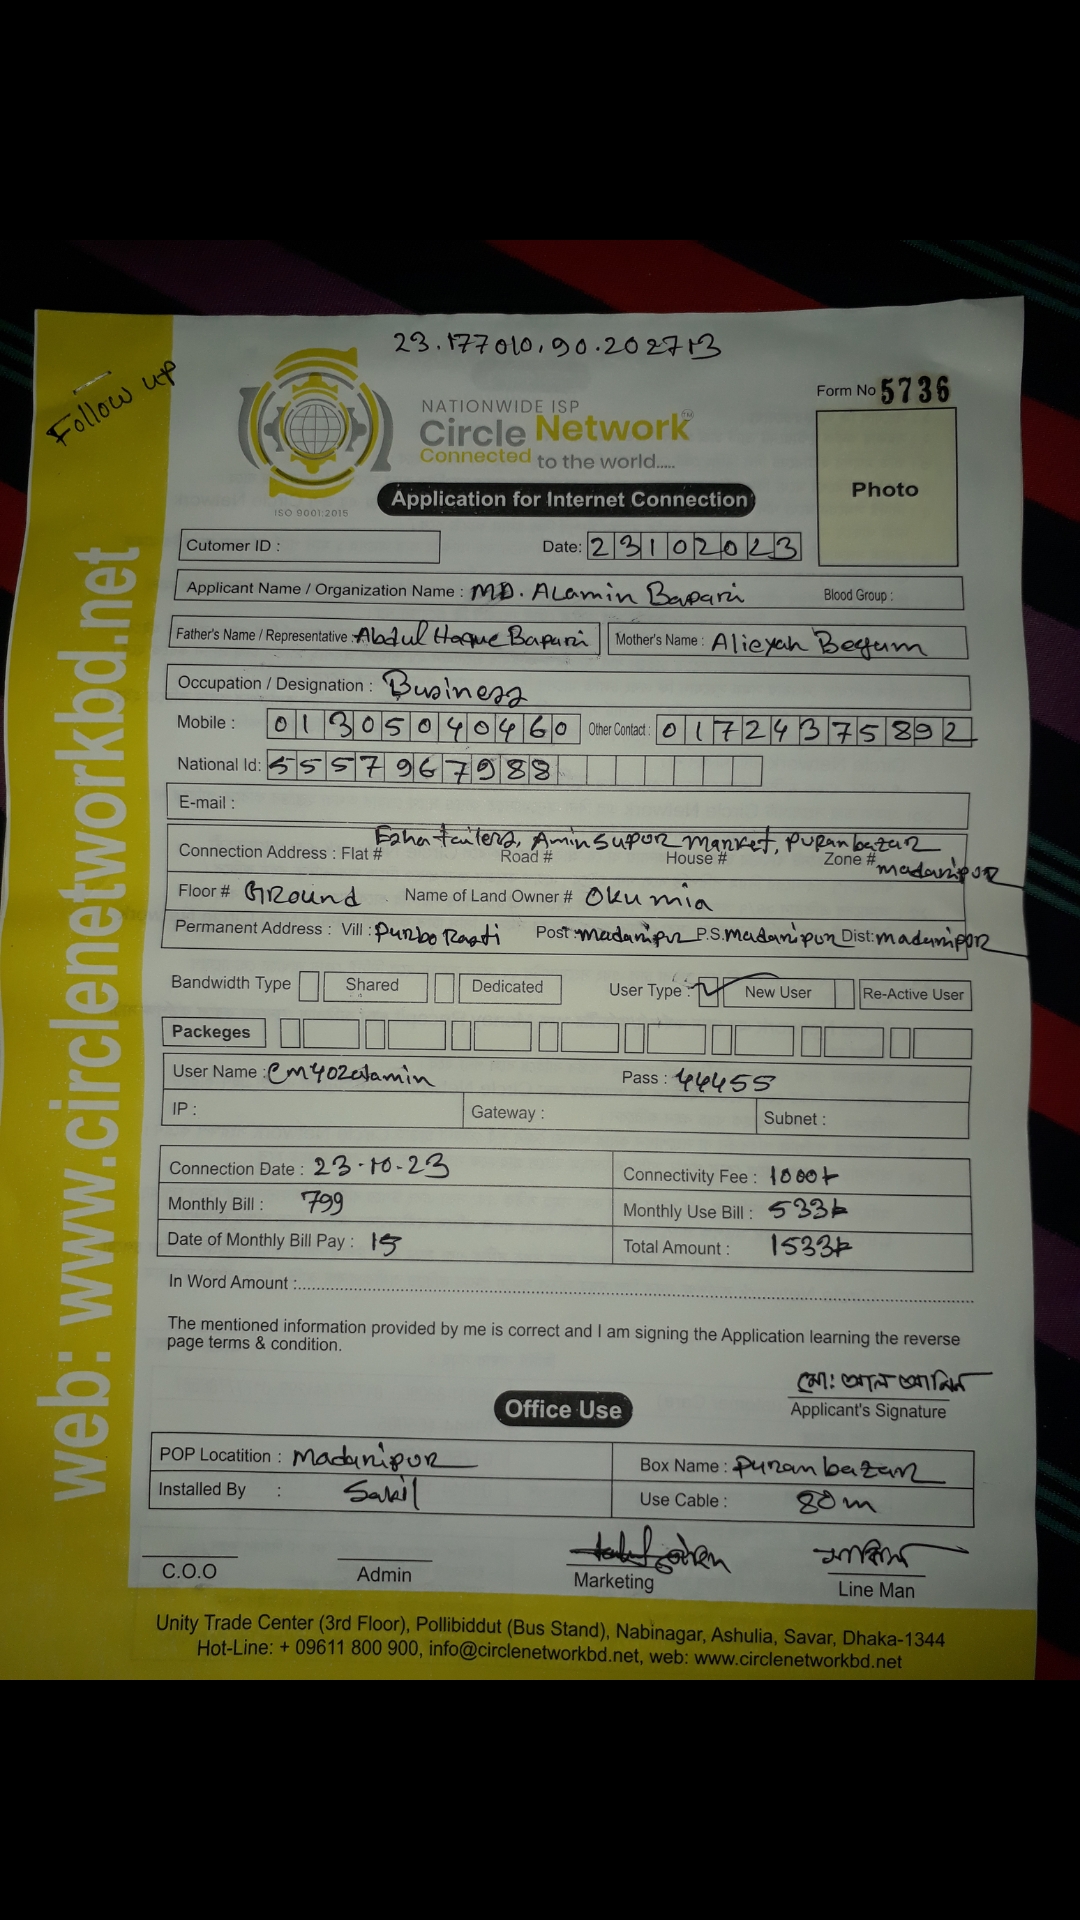 23.177010.90.202713
Follow up
Form No 5736
NATIONWIDE ISP
Circle Network™
Connected to the world.....
ISO 9001:2015
Application for Internet Connection
Photo
Cutomer ID :
Date: 23102023
Applicant Name / Organization Name : MD. Alamin Bapari Blood Group :
Father's Name / Representative : Abdul Haque Bapari Mother's Name : Alieyah Begum
Occupation / Designation : Business
Mobile : 01305040460 Other Contact : 01724375892
National Id: 5557967988
E-mail :
Esha tailers, Amin supor market, puran bazar
Connection Address : Flat # Road # House # Zone # madaripor
Floor # Ground Name of Land Owner # Oku mia
Permanent Address : Vill : Purbo Rasti Post : madaripur P.S. madaripur Dist: madaripor
Bandwidth Type Shared Dedicated User Type : New User Re-Active User
Packeges
User Name : cm402alamin Pass : 44455
IP : Gateway : Subnet :
Connection Date : 23-10-23 Connectivity Fee : 1000
Monthly Bill : 799 Monthly Use Bill : 533
Date of Monthly Bill Pay : 15 Total Amount : 1533
In Word Amount :
The mentioned information provided by me is correct and I am signing the Application learning the reverse
page terms & condition.
মো: আল আমিন
Applicant's Signature
Office Use
POP Locatition : Madaripur Box Name : puran bazar
Installed By : Sakil Use Cable : 80 m
C.O.O Admin Marketing Line Man
Unity Trade Center (3rd Floor), Pollibiddut (Bus Stand), Nabinagar, Ashulia, Savar, Dhaka-1344
Hot-Line: + 09611 800 900, info@circlenetworkbd.net, web: www.circlenetworkbd.net
web: www.circlenetworkbd.net